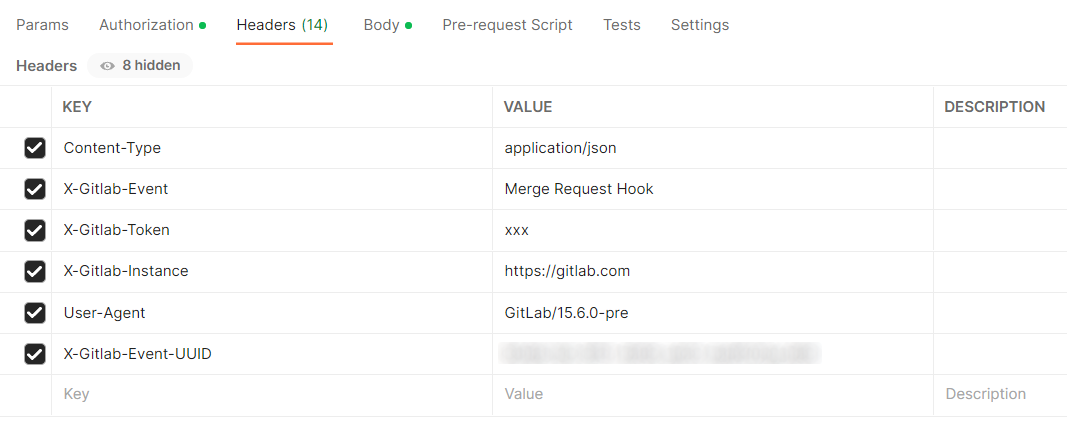 Params Authorization Headers (14) Body Pre-request Script Tests Settings
Headers 8 hidden
KEY VALUE DESCRIPTION
Content-Type application/json
X-Gitlab-Event Merge Request Hook
X-Gitlab-Token xxx
X-Gitlab-Instance https://gitlab.com
User-Agent GitLab/15.6.0-pre
X-Gitlab-Event-UUID
Key Value Description